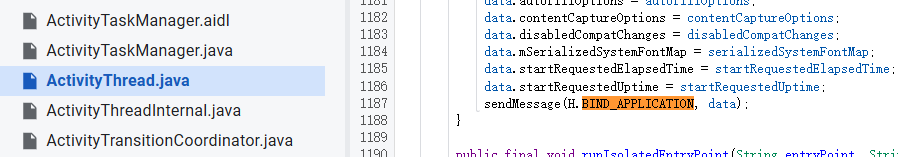 ActivityTaskManager.aidl
ActivityTaskManager.java
ActivityThread.java
ActivityThreadInternal.java
ActivityTransitionCoordinator.java
1181 data.autofillOptions = autofillOptions;
1182 data.contentCaptureOptions = contentCaptureOptions;
1183 data.disabledCompatChanges = disabledCompatChanges;
1184 data.mSerializedSystemFontMap = serializedSystemFontMap;
1185 data.startRequestedElapsedTime = startRequestedElapsedTime;
1186 data.startRequestedUptime = startRequestedUptime;
1187 sendMessage(H.BIND_APPLICATION, data);
1188 }
1189
1190 public final void runIsolatedEntryPoint(String entryPoint, Strin